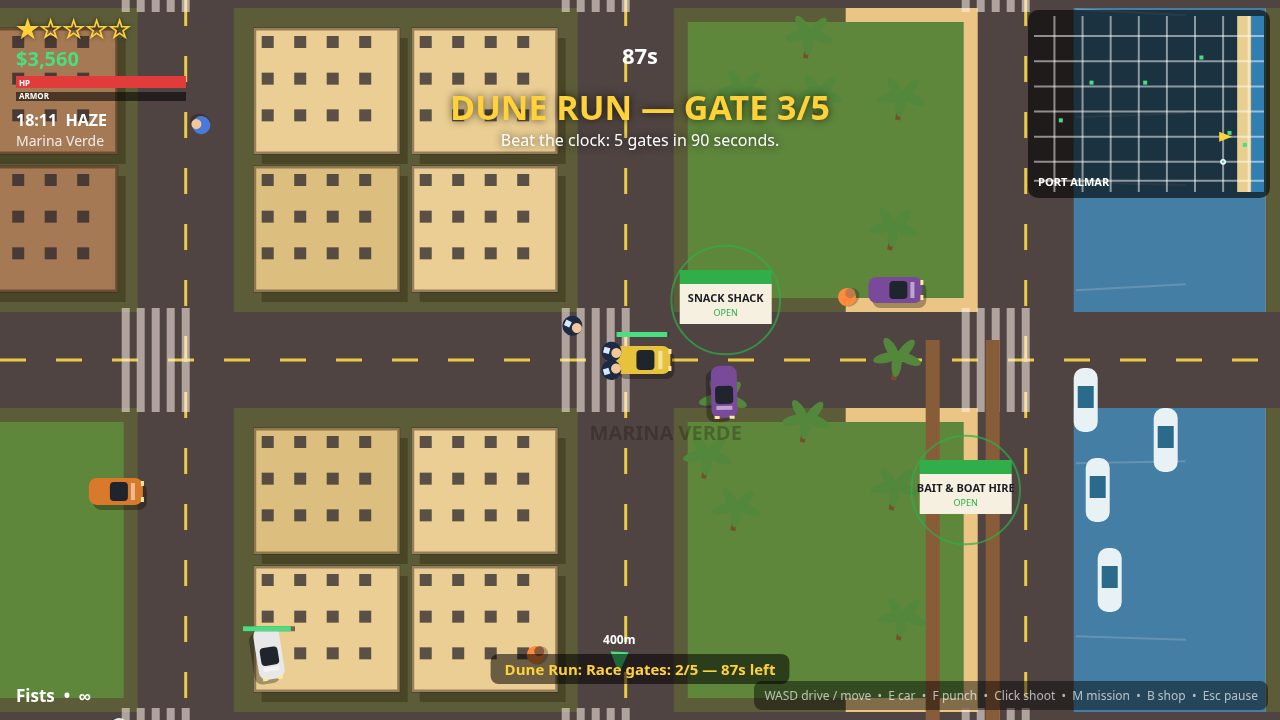 $3,560
HP
ARMOR
18:11 HAZE
Marina Verde
87s
DUNE RUN — GATE 3/5
Beat the clock: 5 gates in 90 seconds.
PORT ALMAR
SNACK SHACK
OPEN
MARINA VERDE
BAIT & BOAT HIRE
OPEN
400m
Dune Run: Race gates: 2/5 — 87s left
Fists • ∞
WASD drive / move • E car • F punch • Click shoot • M mission • B shop • Esc pause